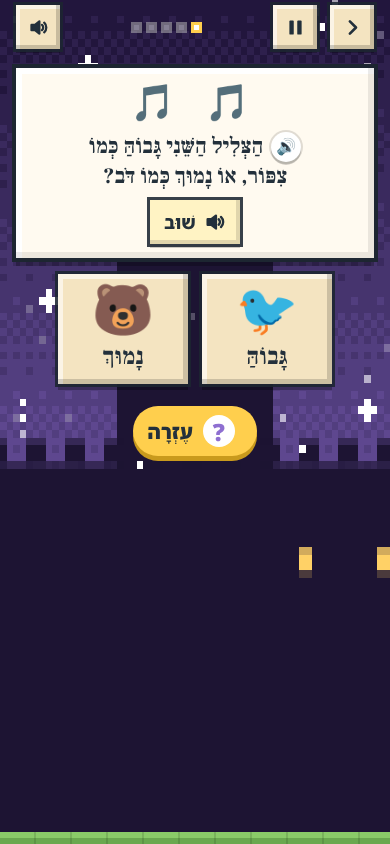 הַצְּלִיל הַשֵּׁנִי גָּבוֹהַּ כְּמוֹ
צִפּוֹר, אוֹ נָמוּךְ כְּמוֹ דֹּב?
שׁוּב
גָּבוֹהַּ
נָמוּךְ
? עֶזְרָה